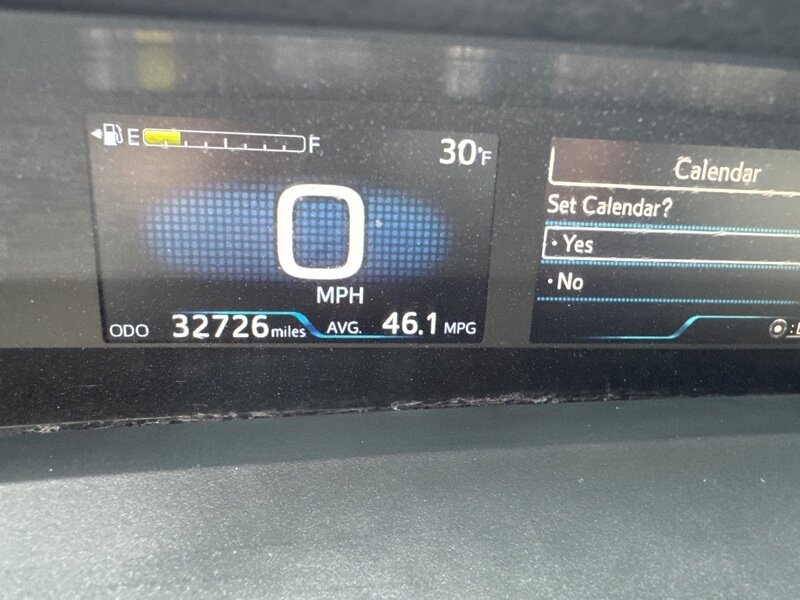 E F
30°F
0
MPH
ODO 32726 miles AVG. 46.1 MPG
Calendar
Set Calendar?
· Yes
· No